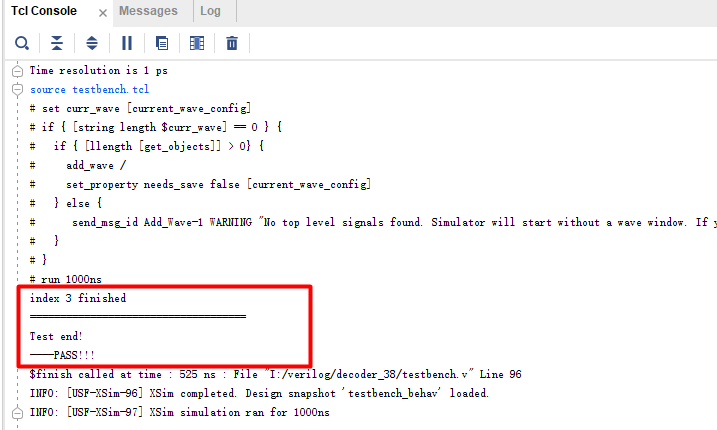 Tcl Console × Messages Log
Time resolution is 1 ps
source testbench.tcl
# set curr_wave [current_wave_config]
# if { [string length $curr_wave] == 0 } {
#   if { [llength [get_objects]] > 0} {
#     add_wave /
#     set_property needs_save false [current_wave_config]
#   } else {
#      send_msg_id Add_Wave-1 WARNING "No top level signals found. Simulator will start without a wave window. If y
#   }
# }
# run 1000ns
index 3 finished
====================================
Test end!
----PASS!!!
$finish called at time : 525 ns : File "I:/verilog/decoder_38/testbench.v" Line 96
INFO: [USF-XSim-96] XSim completed. Design snapshot 'testbench_behav' loaded.
INFO: [USF-XSim-97] XSim simulation ran for 1000ns